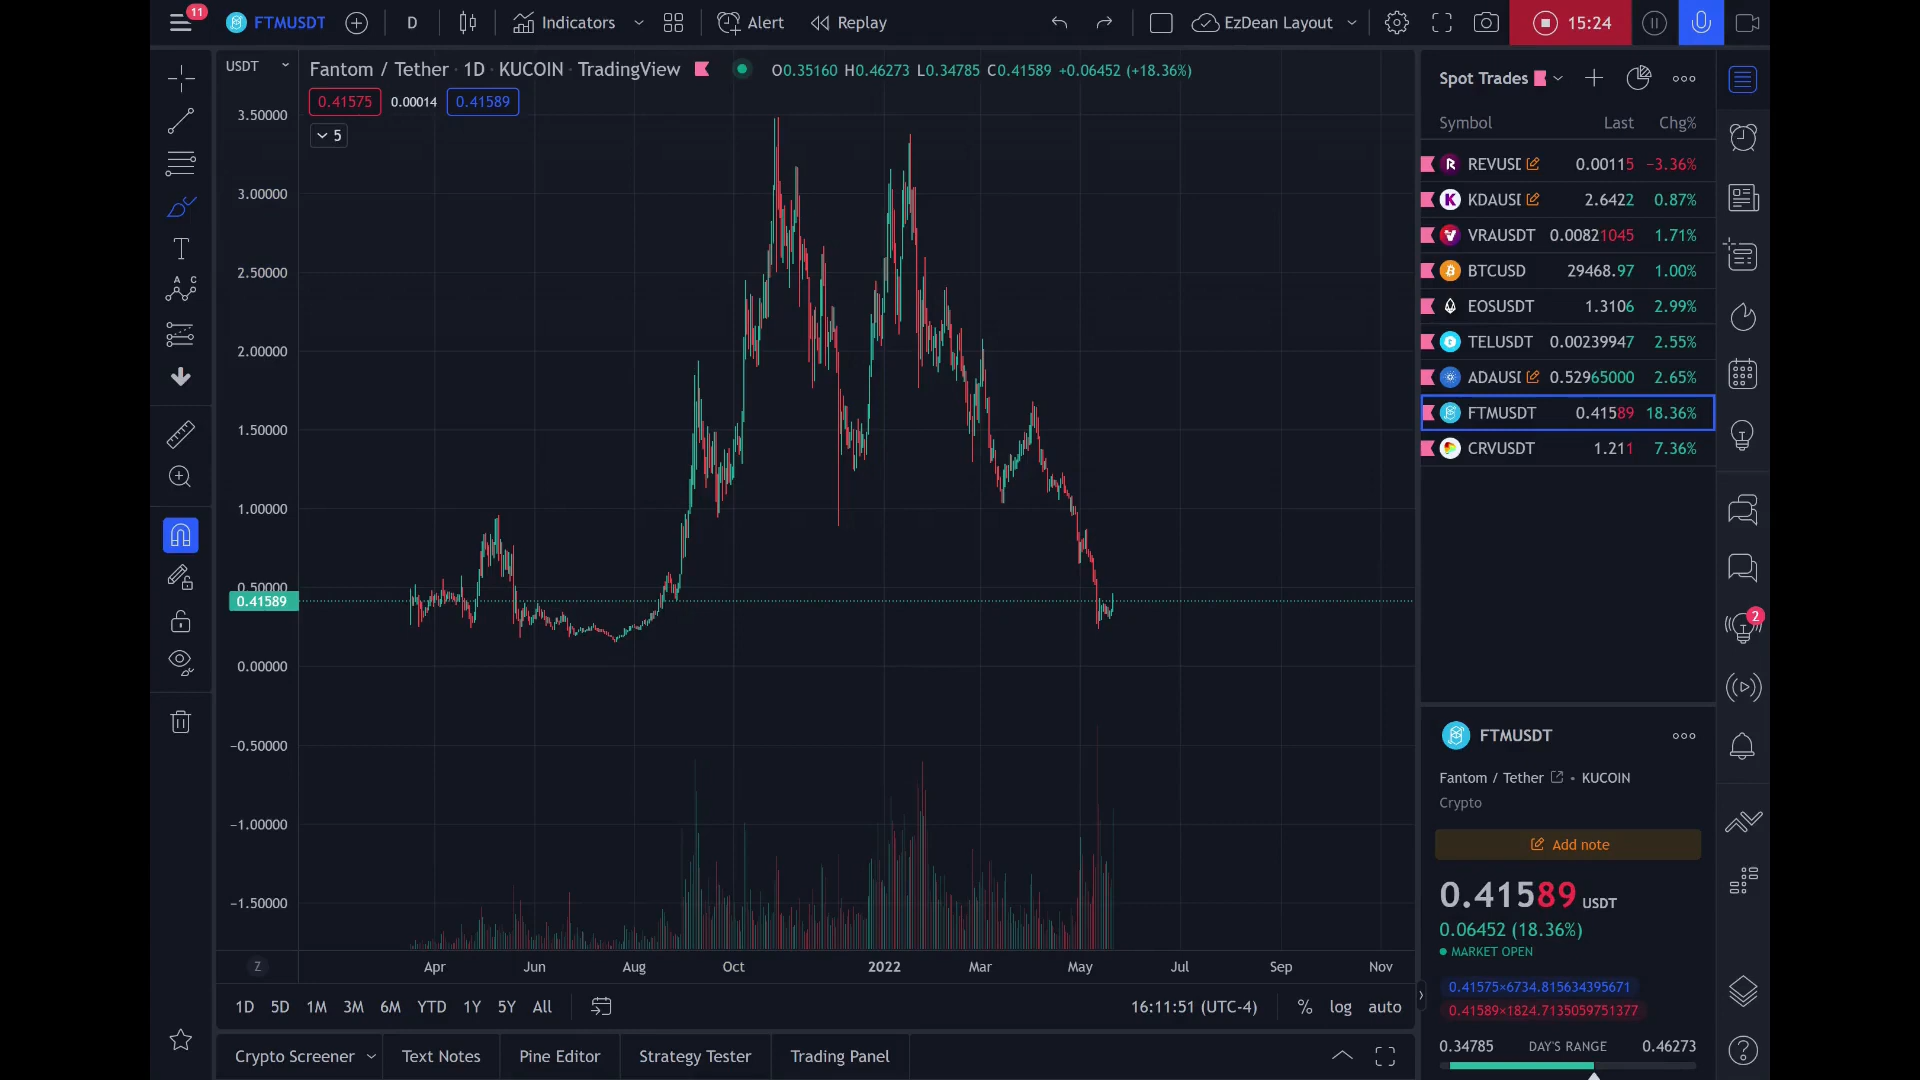 11
FTMUSDT
D
Indicators
Alert
Replay
EzDean Layout
15:24
USDT
Fantom / Tether · 1D · KUCOIN · TradingView
O0.35160 H0.46273 L0.34785 C0.41589 +0.06452 (+18.36%)
0.41575
0.00014
0.41589
5
3.50000
3.00000
2.50000
2.00000
1.50000
1.00000
0.50000
0.41589
0.00000
−0.50000
−1.00000
−1.50000
Z
Apr
Jun
Aug
Oct
2022
Mar
May
Jul
Sep
Nov
1D 5D 1M 3M 6M YTD 1Y 5Y All
16:11:51 (UTC-4)
% log auto
Crypto Screener
Text Notes
Pine Editor
Strategy Tester
Trading Panel
Spot Trades
Symbol Last Chg%
REVUSD 0.00115 −3.36%
KDAUSD 2.6422 0.87%
VRAUSDT 0.00821045 1.71%
BTCUSD 29468.97 1.00%
EOSUSDT 1.3106 2.99%
TELUSDT 0.00239947 2.55%
ADAUSD 0.52965000 2.65%
FTMUSDT 0.41589 18.36%
CRVUSDT 1.211 7.36%
2
FTMUSDT
Fantom / Tether • KUCOIN
Crypto
Add note
0.41589 USDT
0.06452 (18.36%)
MARKET OPEN
0.41575×6734.815634395671
0.41589×1824.7135059751377
0.34785 DAY'S RANGE 0.46273